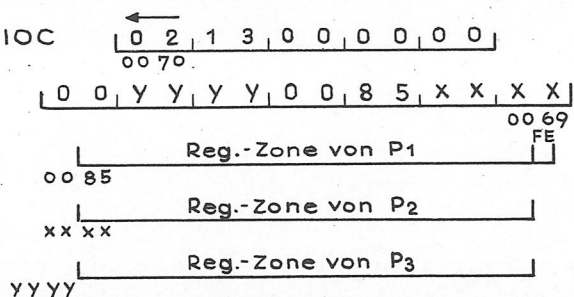 IOC 0 2 1 3 0 0 0 0 0 0
00 70
0 0 Y Y Y Y 0 0 8 5 X X X X
00 69
FE
Reg.-Zone von P1
00 85
Reg.-Zone von P2
xx xx
Reg.-Zone von P3
YYYY